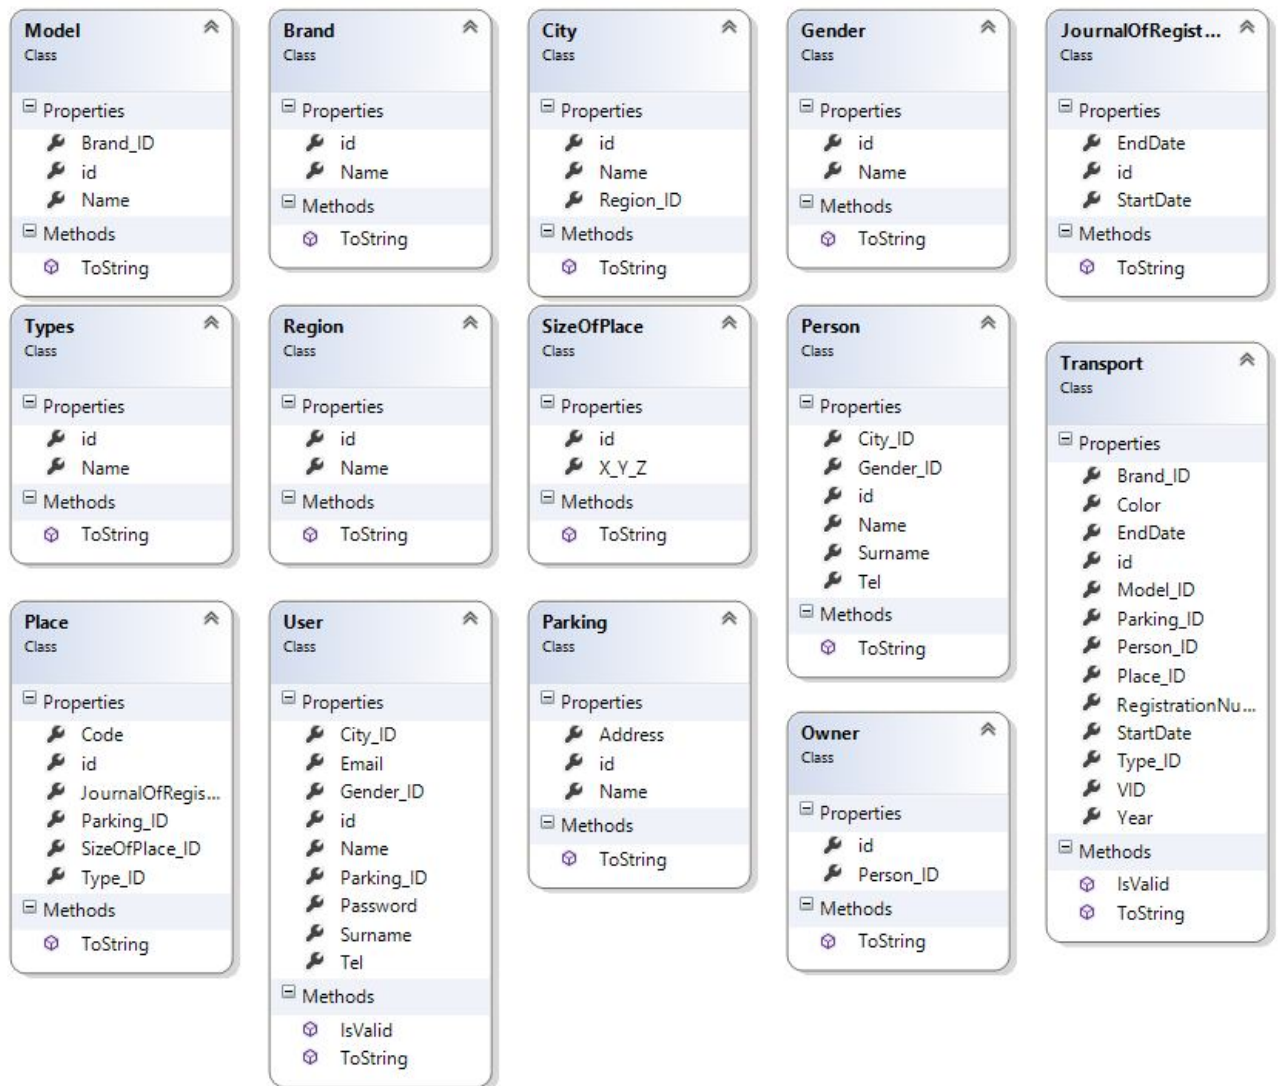 Model
Class
Properties
Brand_ID
id
Name
Methods
ToString
Brand
Class
Properties
id
Name
Methods
ToString
City
Class
Properties
id
Name
Region_ID
Methods
ToString
Gender
Class
Properties
id
Name
Methods
ToString
JournalOfRegist...
Class
Properties
EndDate
id
StartDate
Methods
ToString
Types
Class
Properties
id
Name
Methods
ToString
Region
Class
Properties
id
Name
Methods
ToString
SizeOfPlace
Class
Properties
id
X_Y_Z
Methods
ToString
Person
Class
Properties
City_ID
Gender_ID
id
Name
Surname
Tel
Methods
ToString
Transport
Class
Properties
Brand_ID
Color
EndDate
id
Model_ID
Parking_ID
Person_ID
Place_ID
RegistrationNu...
StartDate
Type_ID
VID
Year
Methods
IsValid
ToString
Place
Class
Properties
Code
id
JournalOfRegis...
Parking_ID
SizeOfPlace_ID
Type_ID
Methods
ToString
User
Class
Properties
City_ID
Email
Gender_ID
id
Name
Parking_ID
Password
Surname
Tel
Methods
IsValid
ToString
Parking
Class
Properties
Address
id
Name
Methods
ToString
Owner
Class
Properties
id
Person_ID
Methods
ToString